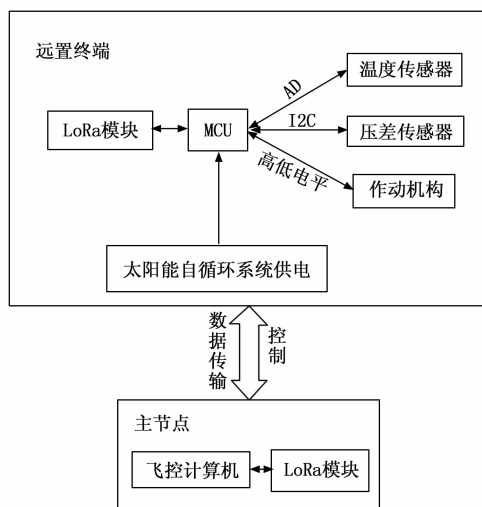 远置终端
温度传感器
AD
LoRa模块
MCU
I2C
压差传感器
高低电平
作动机构
太阳能自循环系统供电
数据传输
控制
主节点
飞控计算机
LoRa模块